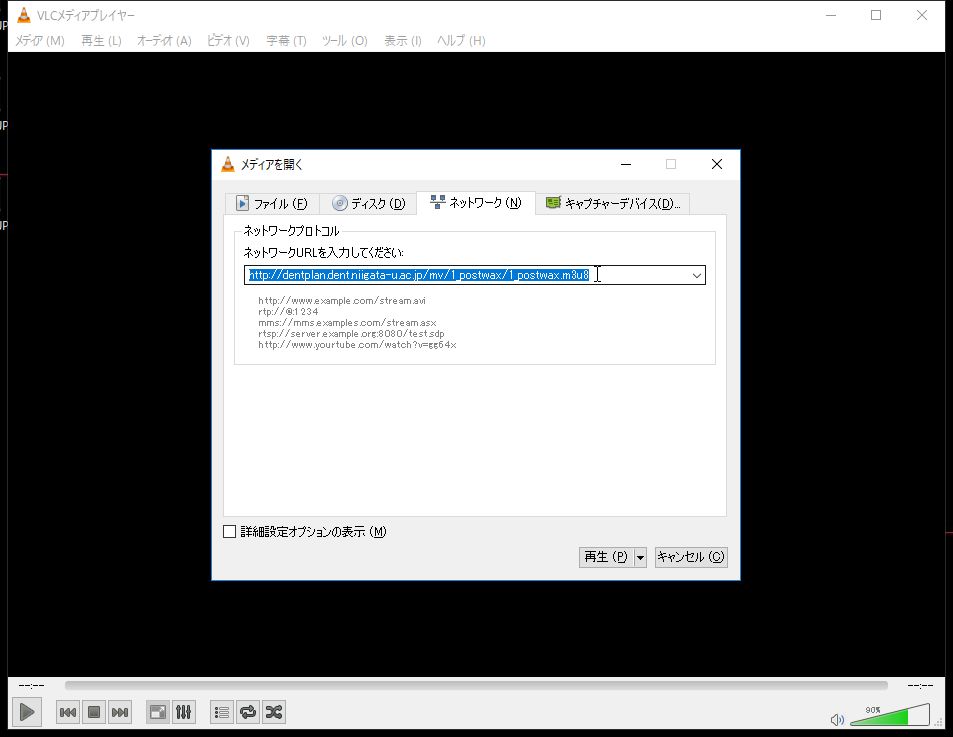 VLCメディアプレイヤー
メディア (M) 再生 (L) オーディオ (A) ビデオ (V) 字幕 (T) ツール (O) 表示 (I) ヘルプ (H)
メディアを開く
ファイル (F) ディスク (D) ネットワーク (N) キャプチャーデバイス(D)...
ネットワークプロトコル
ネットワークURLを入力してください:
http://dentplan.dent.niigata-u.ac.jp/mv/1_postwax/1_postwax.m3u8
http://www.example.com/stream.avi
rtp://@:1234
mms://mms.examples.com/stream.asx
rtsp://server.example.org:8080/test.sdp
http://www.yourtube.com/watch?v=gg64x
詳細設定オプションの表示 (M)
再生 (P) キャンセル (C)
--:-- --:--
90%